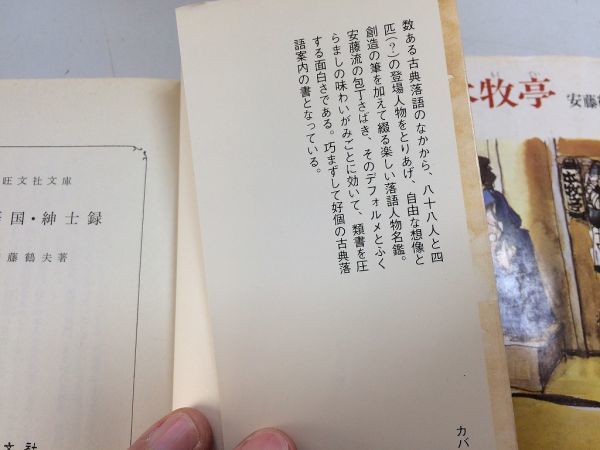 数ある古典落語のなかから、八十八人と四
匹(?)の登場人物をとりあげ、自由な想像と
創造の筆を加えて綴る楽しい落語人物名鑑。
安藤流の包丁さばき、そのデフォルメとふく
らましの味わいがみごとに効いて、類書を圧
する面白さである。巧まずして好個の古典落
語案内の書となっている。
カバ
旺文社文庫
国・紳士録
藤鶴夫著
文社
牧亭
安藤